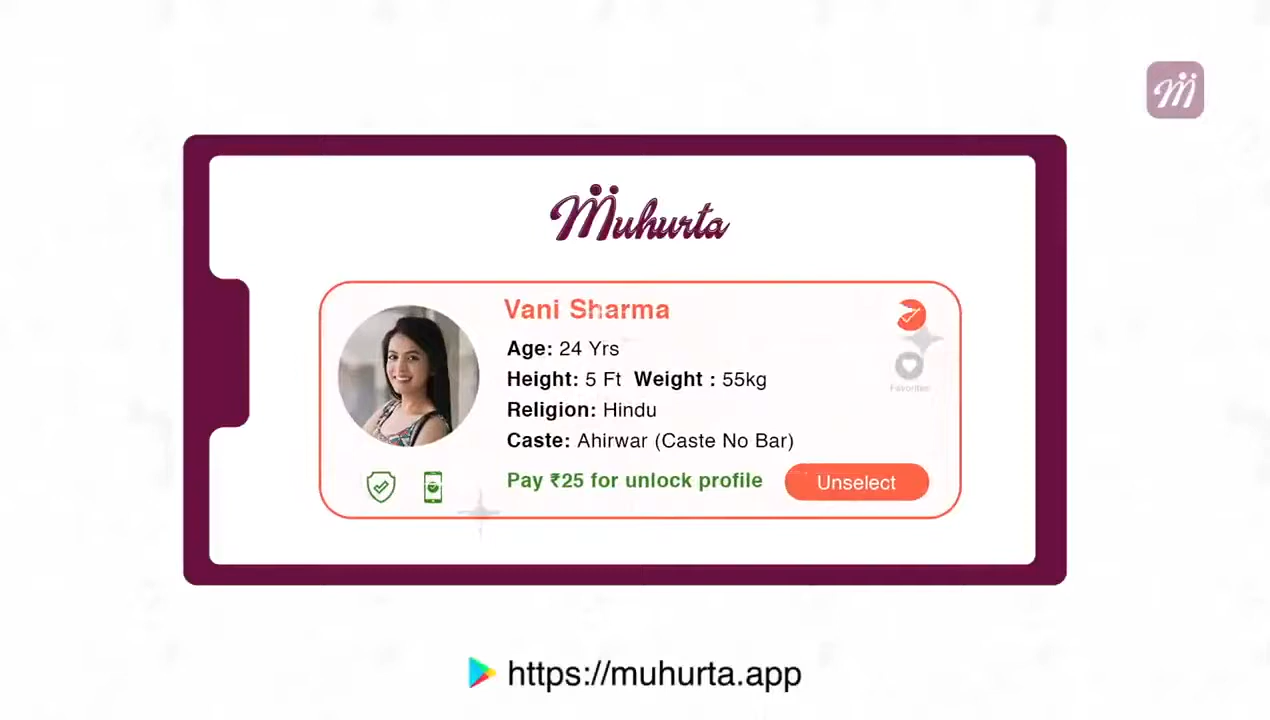 Muhurta
Vani Sharma
Age: 24 Yrs
Height: 5 Ft Weight : 55kg
Religion: Hindu
Caste: Ahirwar (Caste No Bar)
Favorites
Pay ₹25 for unlock profile
Unselect
https://muhurta.app